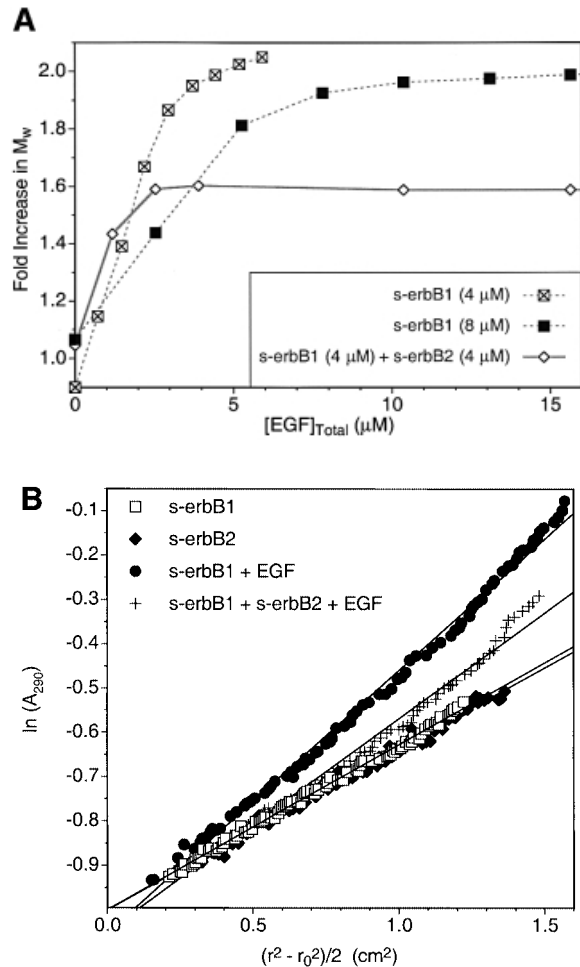 A
Fold Increase in Mw
2.0
1.8
1.6
1.4
1.2
1.0
s-erbB1 (4 μM)
s-erbB1 (8 μM)
s-erbB1 (4 μM) + s-erbB2 (4 μM)
0
5
10
15
[EGF]Total (μM)
B
ln (A290)
-0.1
-0.2
-0.3
-0.4
-0.5
-0.6
-0.7
-0.8
-0.9
s-erbB1
s-erbB2
s-erbB1 + EGF
s-erbB1 + s-erbB2 + EGF
0.0
0.5
1.0
1.5
(r² - r₀²)/2 (cm²)